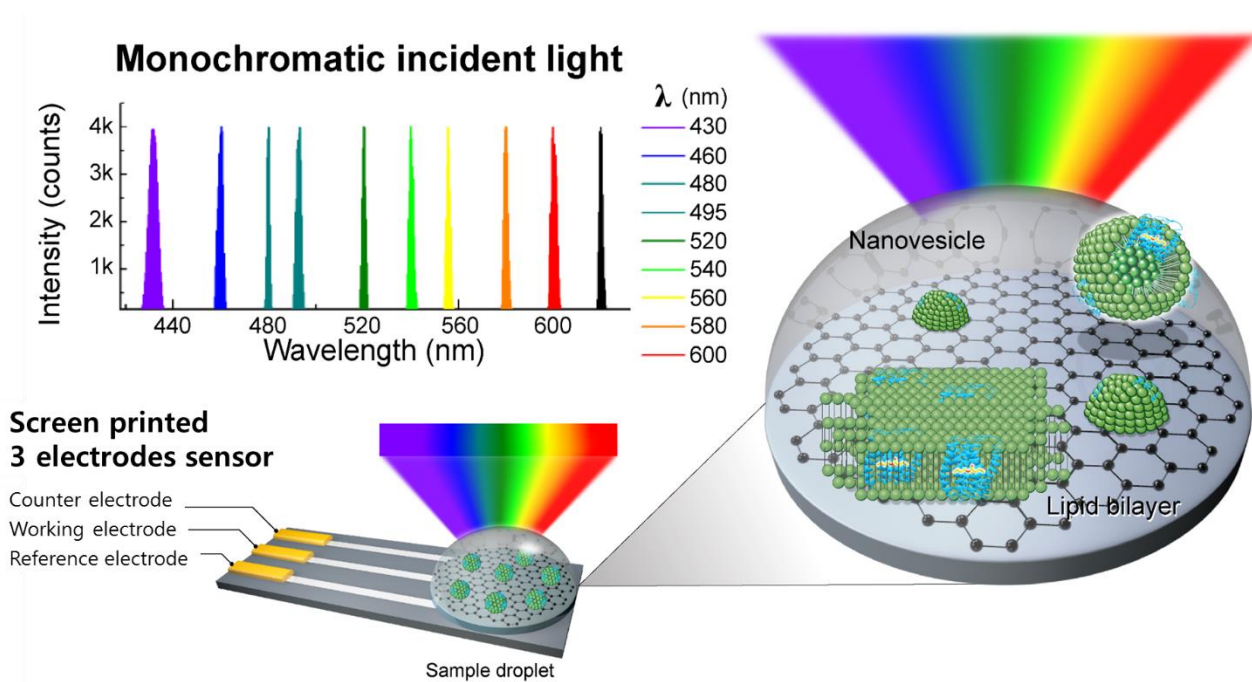 Monochromatic incident light
Intensity (counts)
4k
3k
2k
1k
440
480
520
560
600
Wavelength (nm)
λ (nm)
430
460
480
495
520
540
560
580
600
Nanovesicle
Lipid bilayer
Screen printed
3 electrodes sensor
Counter electrode
Working electrode
Reference electrode
Sample droplet